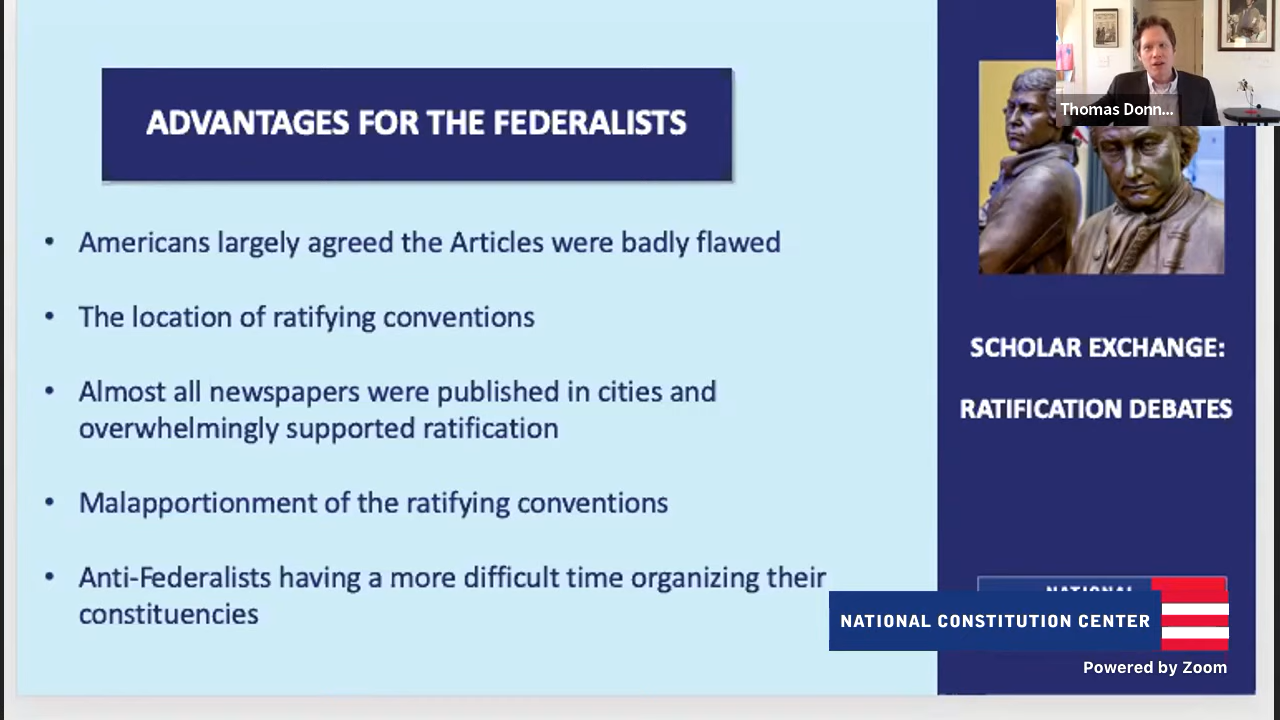 ADVANTAGES FOR THE FEDERALISTS
• Americans largely agreed the Articles were badly flawed
• The location of ratifying conventions
• Almost all newspapers were published in cities and
overwhelmingly supported ratification
• Malapportionment of the ratifying conventions
• Anti-Federalists having a more difficult time organizing their
constituencies
Thomas Donn...
SCHOLAR EXCHANGE:
RATIFICATION DEBATES
NATIONAL
NATIONAL CONSTITUTION CENTER
Powered by Zoom